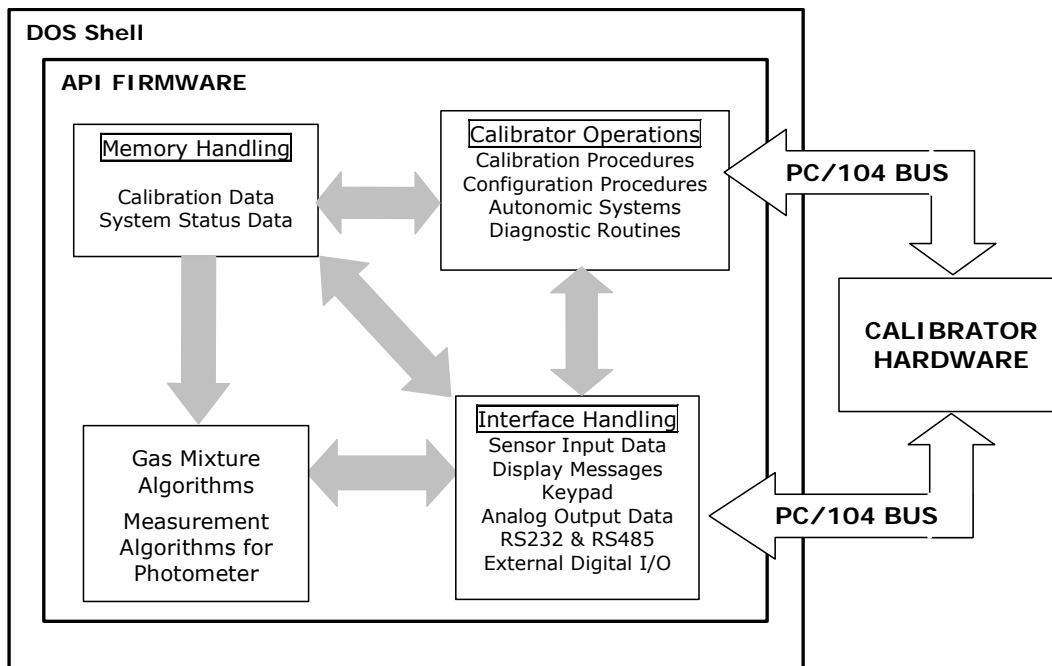 DOS Shell
API FIRMWARE
Memory Handling
Calibration Data
System Status Data
Calibrator Operations
Calibration Procedures
Configuration Procedures
Autonomic Systems
Diagnostic Routines
PC/104 BUS
CALIBRATOR
HARDWARE
Gas Mixture
Algorithms
Measurement
Algorithms for
Photometer
Interface Handling
Sensor Input Data
Display Messages
Keypad
Analog Output Data
RS232 & RS485
External Digital I/O
PC/104 BUS